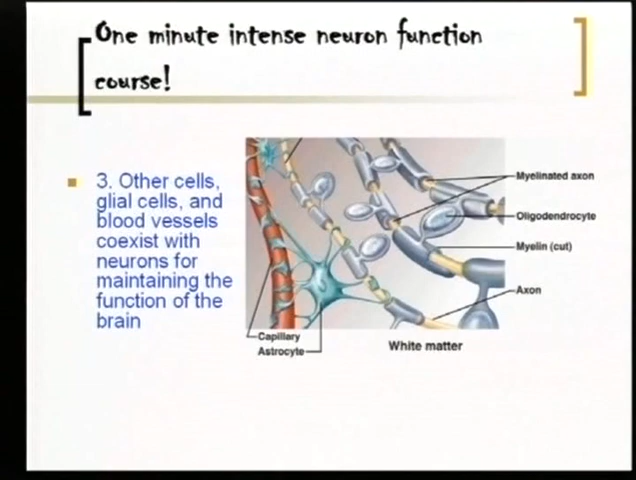 One minute intense neuron function
course!
3. Other cells,
glial cells, and
blood vessels
coexist with
neurons for
maintaining the
function of the
brain
Myelinated axon
Oligodendrocyte
Myelin (cut)
Axon
Capillary
Astrocyte
White matter